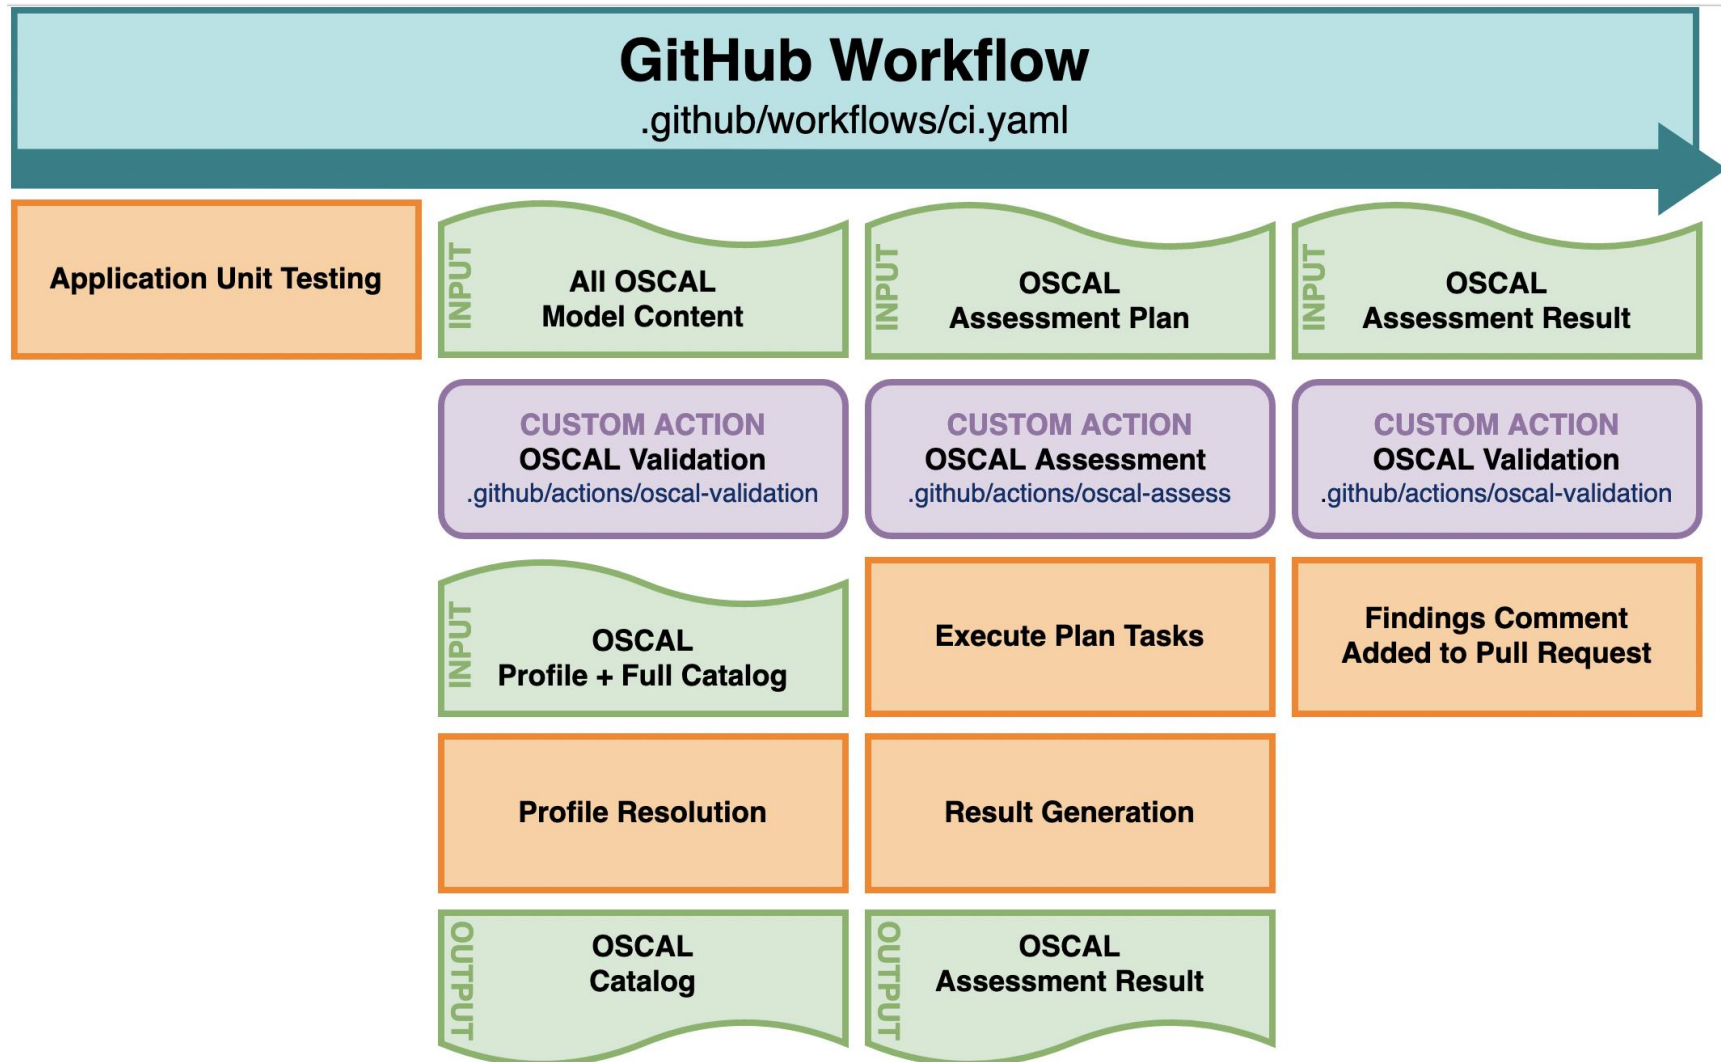 GitHub Workflow
.github/workflows/ci.yaml
Application Unit Testing
INPUT
All OSCAL
Model Content
CUSTOM ACTION
OSCAL Validation
.github/actions/oscal-validation
INPUT
OSCAL
Profile + Full Catalog
Profile Resolution
OUTPUT
OSCAL
Catalog
INPUT
OSCAL
Assessment Plan
CUSTOM ACTION
OSCAL Assessment
.github/actions/oscal-assess
Execute Plan Tasks
Result Generation
OUTPUT
OSCAL
Assessment Result
INPUT
OSCAL
Assessment Result
CUSTOM ACTION
OSCAL Validation
.github/actions/oscal-validation
Findings Comment
Added to Pull Request